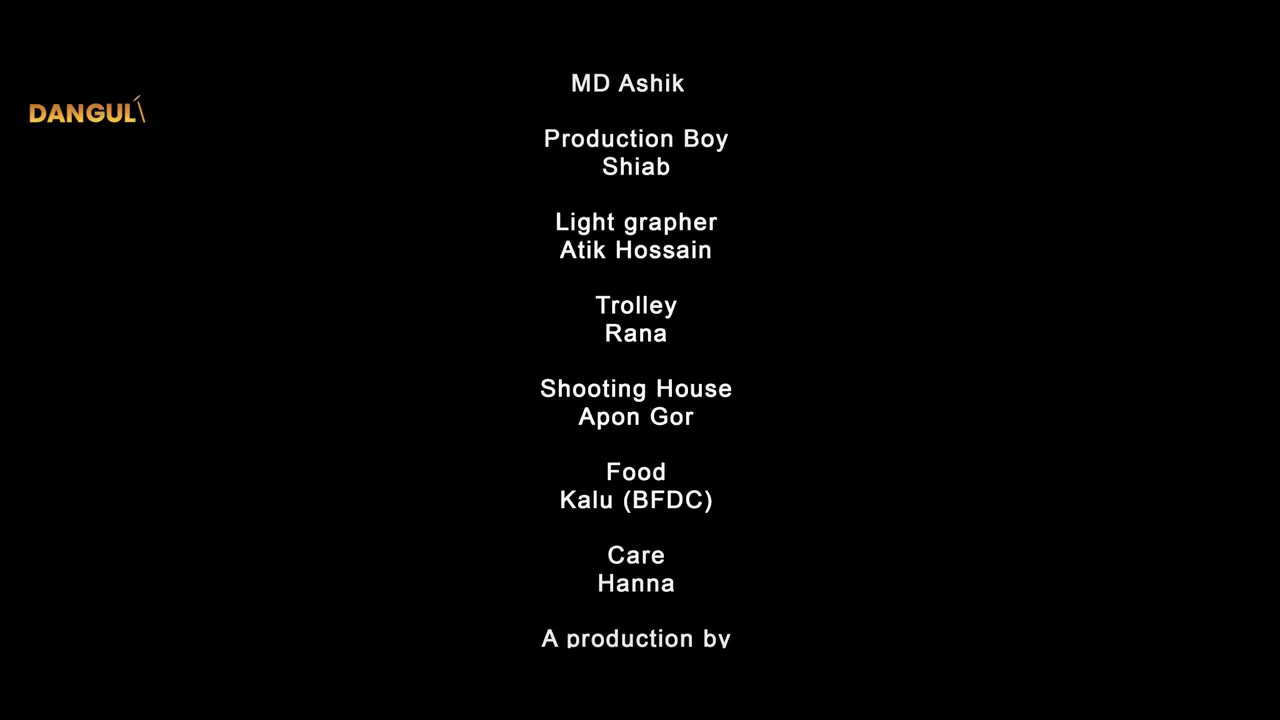 MD Ashik
DANGULI
Production Boy
Shiab
Light grapher
Atik Hossain
Trolley
Rana
Shooting House
Apon Gor
Food
Kalu (BFDC)
Care
Hanna
A production by